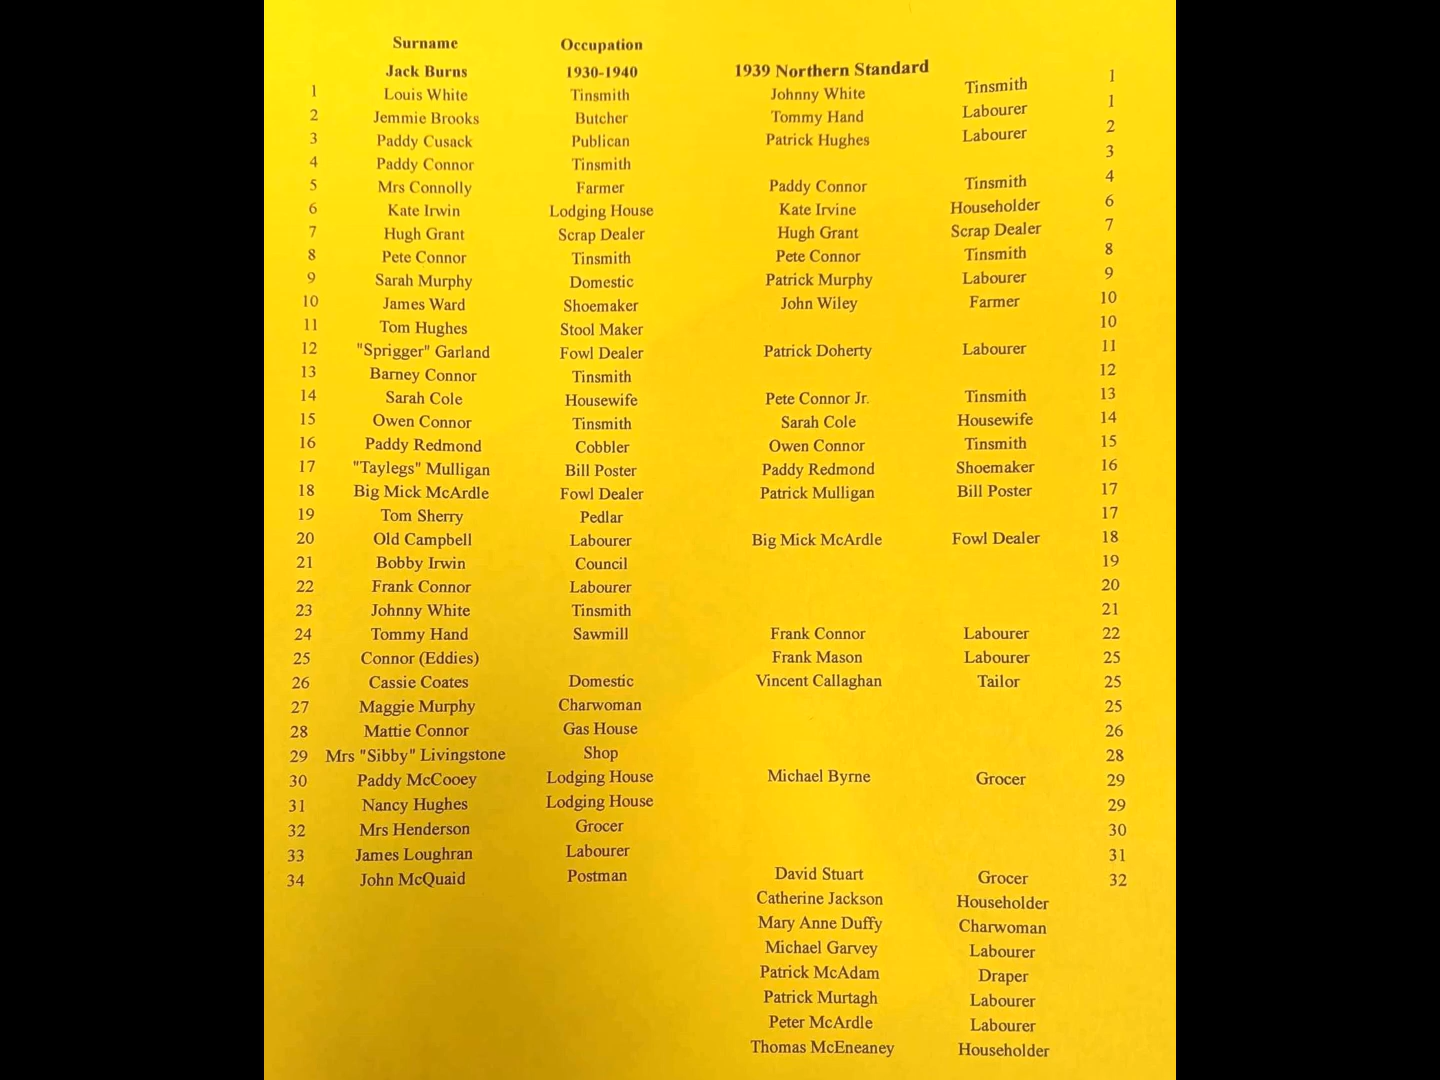 Surname Occupation
Jack Burns 1930-1940 1939 Northern Standard 1
1 Louis White Tinsmith Johnny White Tinsmith 1
2 Jemmie Brooks Butcher Tommy Hand Labourer 2
3 Paddy Cusack Publican Patrick Hughes Labourer 3
4 Paddy Connor Tinsmith 4
5 Mrs Connolly Farmer Paddy Connor Tinsmith 6
6 Kate Irwin Lodging House Kate Irvine Householder 7
7 Hugh Grant Scrap Dealer Hugh Grant Scrap Dealer 8
8 Pete Connor Tinsmith Pete Connor Tinsmith 9
9 Sarah Murphy Domestic Patrick Murphy Labourer 10
10 James Ward Shoemaker John Wiley Farmer 10
11 Tom Hughes Stool Maker 11
12 "Sprigger" Garland Fowl Dealer Patrick Doherty Labourer 12
13 Barney Connor Tinsmith 13
14 Sarah Cole Housewife Pete Connor Jr. Tinsmith 14
15 Owen Connor Tinsmith Sarah Cole Housewife 15
16 Paddy Redmond Cobbler Owen Connor Tinsmith 16
17 "Taylegs" Mulligan Bill Poster Paddy Redmond Shoemaker 17
18 Big Mick McArdle Fowl Dealer Patrick Mulligan Bill Poster 17
19 Tom Sherry Pedlar 18
20 Old Campbell Labourer Big Mick McArdle Fowl Dealer 19
21 Bobby Irwin Council 20
22 Frank Connor Labourer 21
23 Johnny White Tinsmith 22
24 Tommy Hand Sawmill Frank Connor Labourer 25
25 Connor (Eddies) Frank Mason Labourer 25
26 Cassie Coates Domestic Vincent Callaghan Tailor 25
27 Maggie Murphy Charwoman 26
28 Mattie Connor Gas House 28
29 Mrs "Sibby" Livingstone Shop 29
30 Paddy McCooey Lodging House Michael Byrne Grocer 29
31 Nancy Hughes Lodging House 30
32 Mrs Henderson Grocer 31
33 James Loughran Labourer 32
34 John McQuaid Postman David Stuart Grocer
Catherine Jackson Householder
Mary Anne Duffy Charwoman
Michael Garvey Labourer
Patrick McAdam Draper
Patrick Murtagh Labourer
Peter McArdle Labourer
Thomas McEneaney Householder